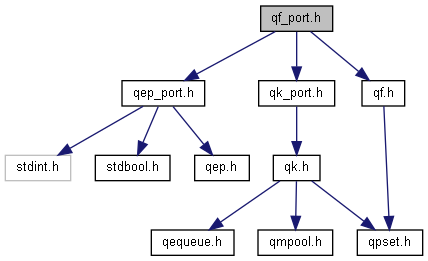 qf_port.h
qep_port.h
qk_port.h
qf.h
stdint.h
stdbool.h
qep.h
qk.h
qequeue.h
qmpool.h
qpset.h